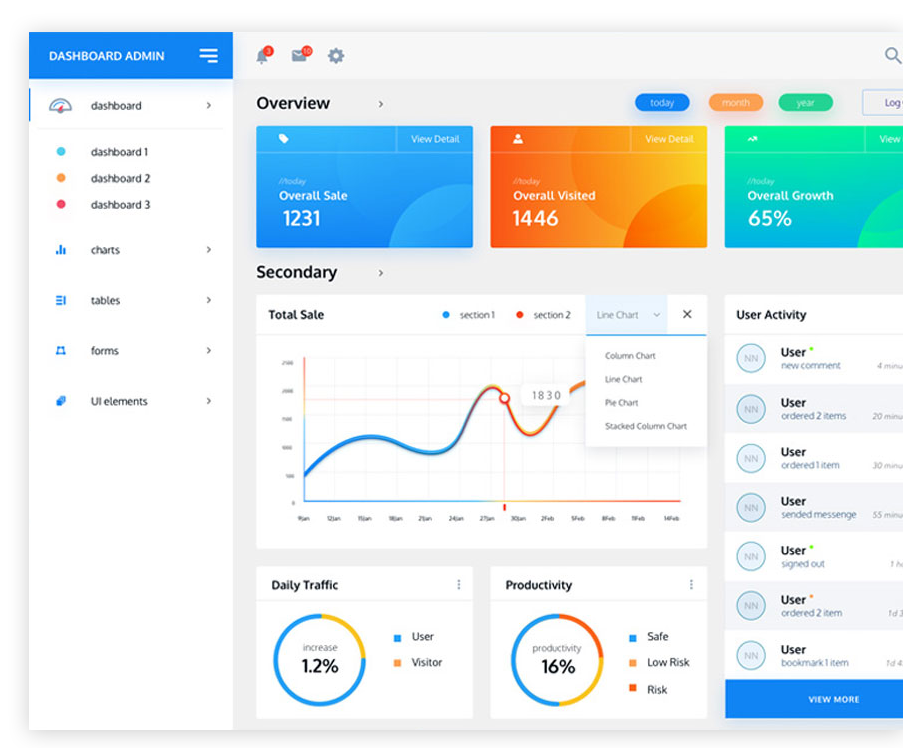 DASHBOARD ADMIN
3
10
dashboard
dashboard 1
dashboard 2
dashboard 3
charts
tables
forms
UI elements
Overview
today
month
year
Log
View Detail
//today
Overall Sale
1231
View Detail
//today
Overall Visited
1446
View
//today
Overall Growth
65%
Secondary
Total Sale
section 1
section 2
Line Chart
Column Chart
Line Chart
Pie Chart
Stacked Column Chart
2500
2000
1500
1000
500
0
1830
9Jan 12Jan 15Jan 18Jan 21Jan 24Jan 27Jan 30Jan 2Feb 5Feb 8Feb 11Feb 14Feb
Daily Traffic
increase
1.2%
User
Visitor
Productivity
productivity
16%
Safe
Low Risk
Risk
User Activity
NN
User
new comment
4 minu
NN
User
ordered 2 items
20 minu
NN
User
ordered 1 item
30 minu
NN
User
sended messenge
55 minu
NN
User
signed out
1 h
NN
User
ordered 2 item
1d 3
NN
User
bookmark 1 item
1d 4
VIEW MORE